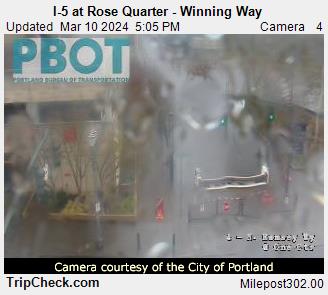 I-5 at Rose Quarter - Winning Way
Updated Mar 10 2024 5:05 PM Camera 4
PBOT
PORTLAND BUREAU OF TRANSPORTATION
Camera courtesy of the City of Portland
TripCheck.com Milepost302.00